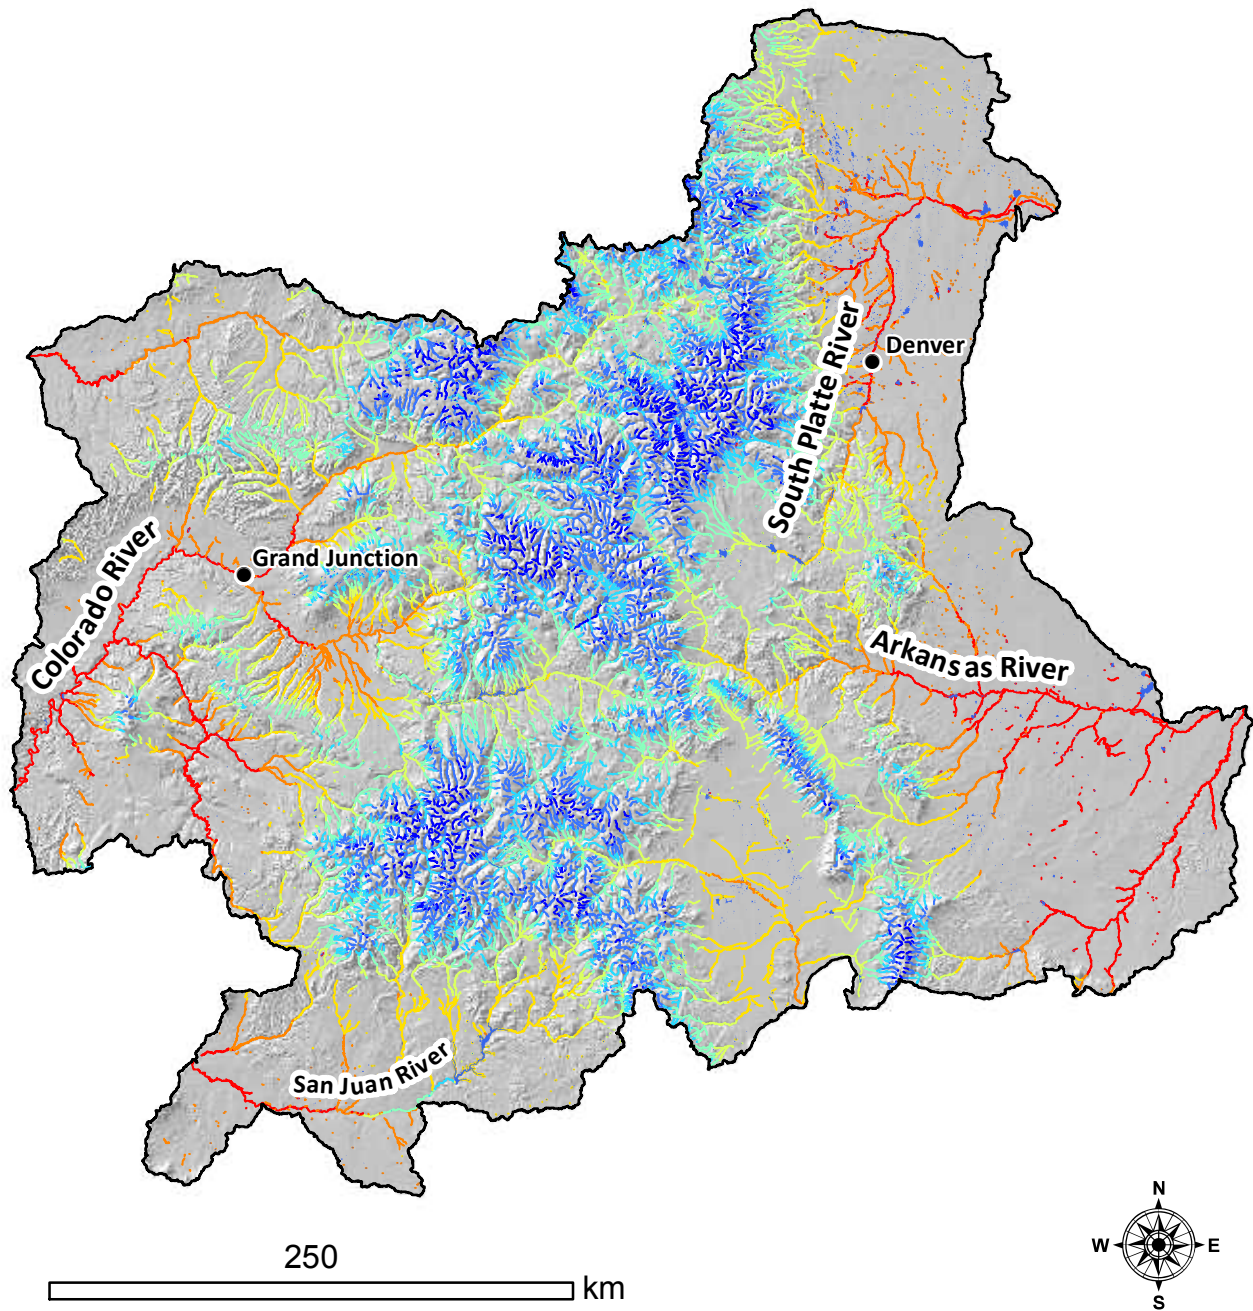 Denver
South Platte River
Grand Junction
Colorado River
Arkansas River
San Juan River
N
W
E
S
250
km